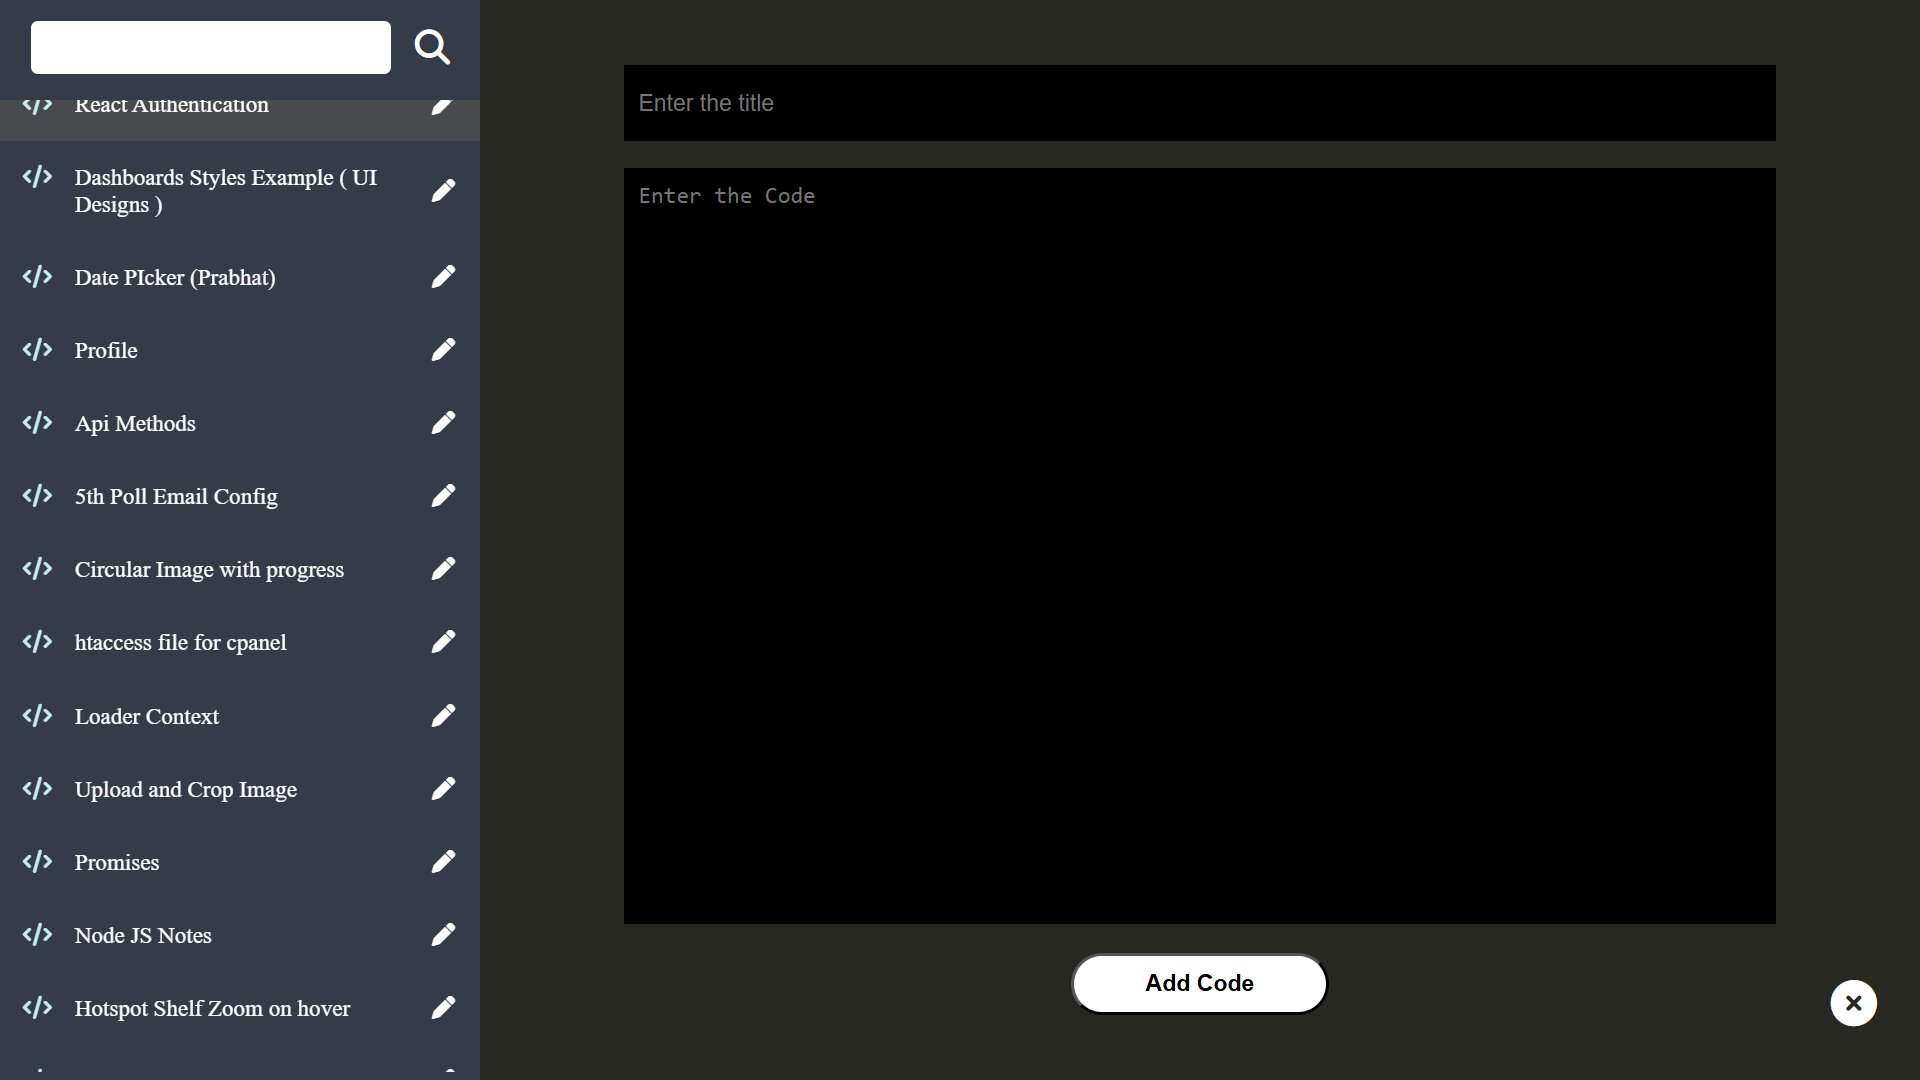 React Authentication
Dashboards Styles Example ( UI
Designs )
Date PIcker (Prabhat)
Profile
Api Methods
5th Poll Email Config
Circular Image with progress
htaccess file for cpanel
Loader Context
Upload and Crop Image
Promises
Node JS Notes
Hotspot Shelf Zoom on hover
Enter the title
Enter the Code
Add Code